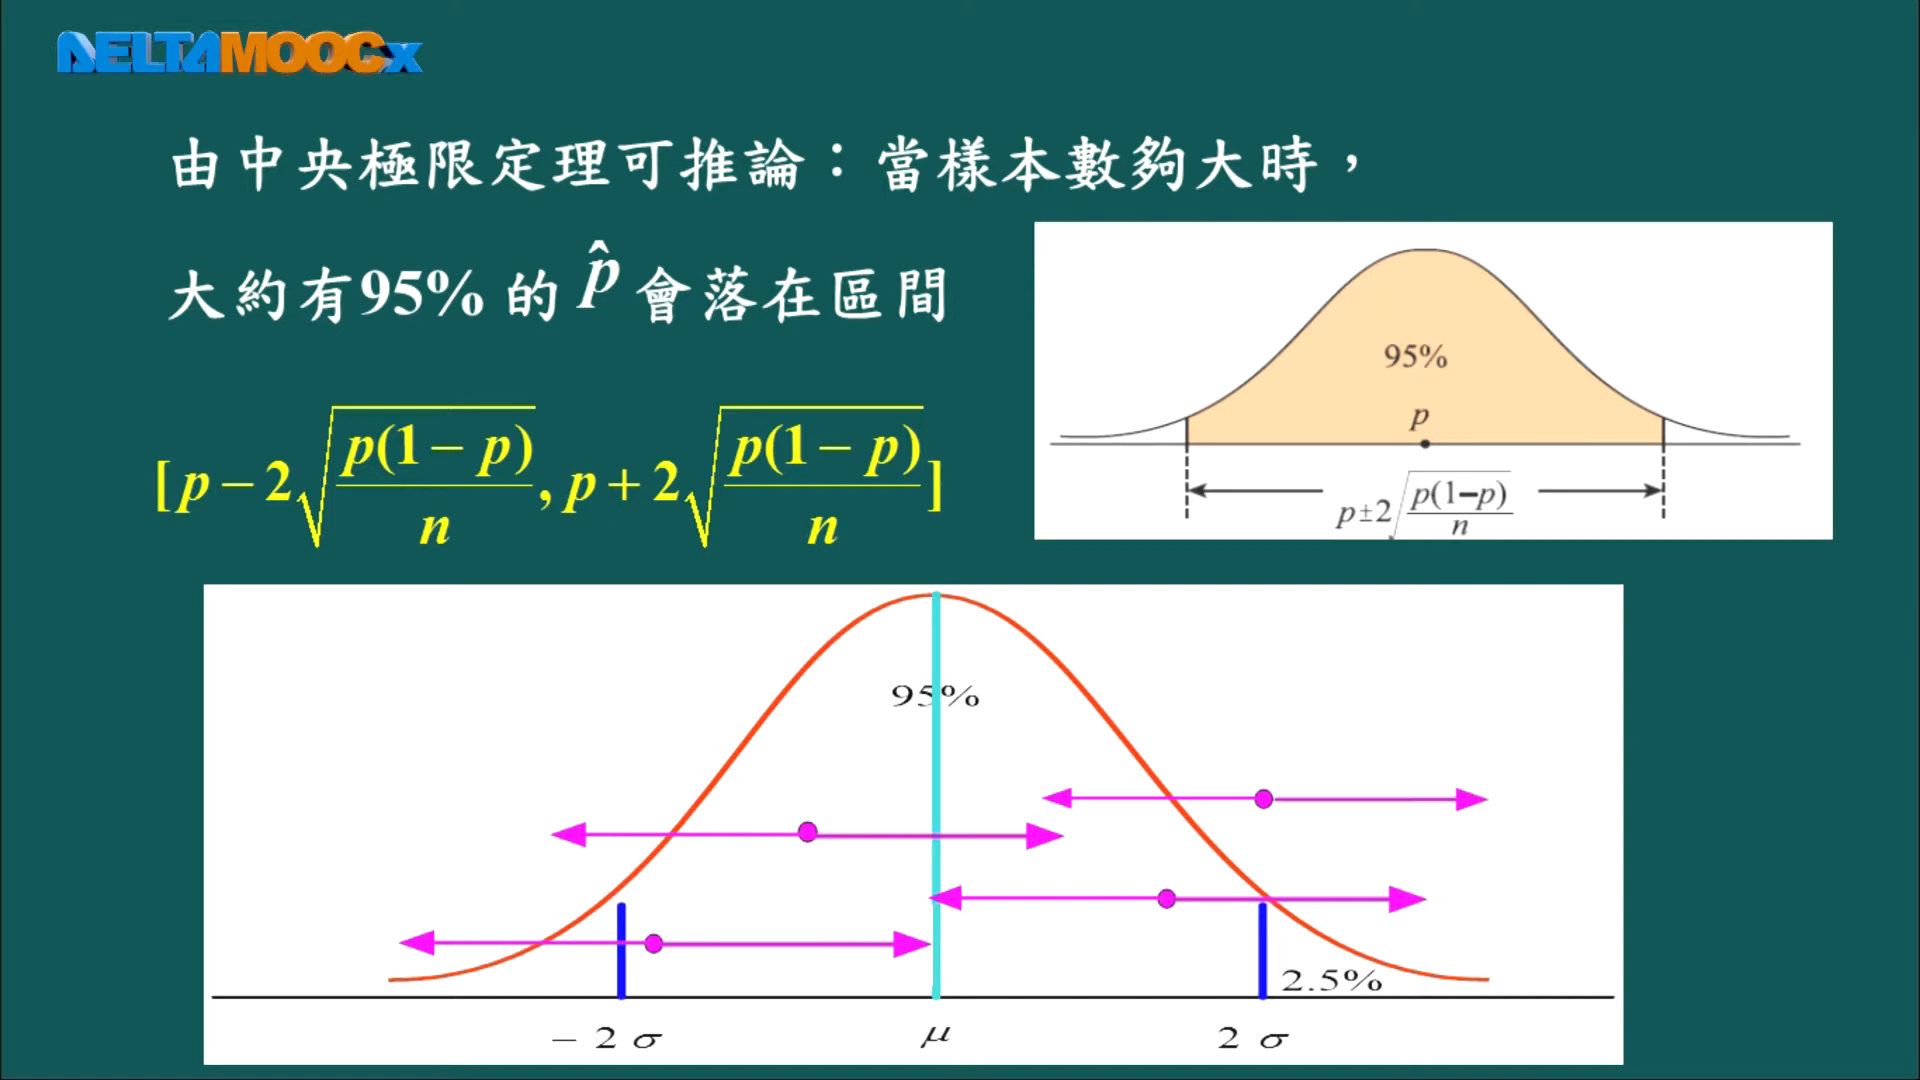 DELTAMOOCx
由中央極限定理可推論：當樣本數夠大時，
大約有95% 的 p̂ 會落在區間
[p−2√(p(1−p)/n), p+2√(p(1−p)/n)]
95%
p
p±2√(p(1−p)/n)
95%
2.5%
−2σ μ 2σ